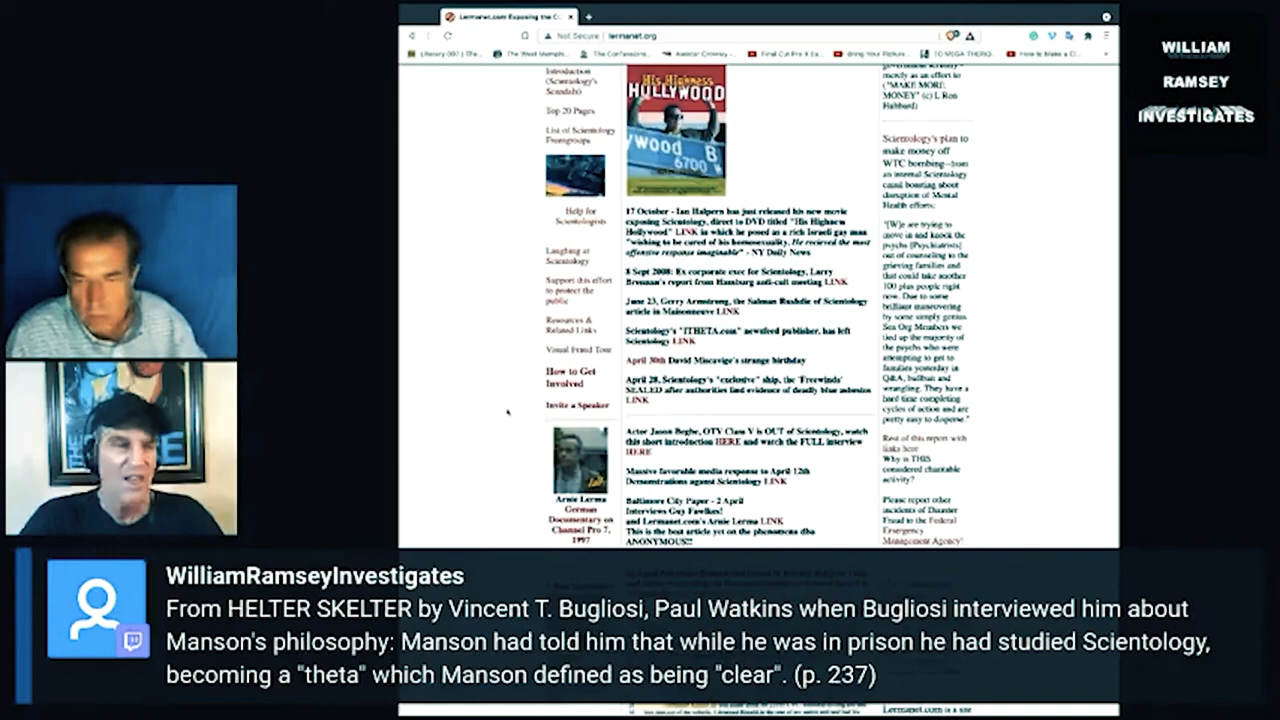 Lermanet.com Exposing the C
Not Secure | lermanet.org
WILLIAM
RAMSEY
INVESTIGATES
Introduction
(Scientology's
Scandals)
Top 20 Pages
List of Scientology
Frontgroups
Help for
Scientologists
Laughing at
Scientology
Support this effort
to protect the
public
Resources &
Related Links
Visual Fraud Tour
How to Get
Involved
Invite a Speaker
Arnie Lerma
German
Documentary on
Channel Pro 7,
1997
His Highness
HOLLYWOOD
ywood B
6700
17 October - Ian Halpern has just released his new movie
exposing Scientology, direct to DVD titled "His Highness
Hollywood" LINK in which he posed as a rich Israeli gay man
"wishing to be cured of his homosexuality. He recieved the most
offensive response imaginable" - NY Daily News
8 Sept 2008: Ex corporate exec for Scientology, Larry
Brennan's report from Hamburg anti-cult meeting LINK
June 23, Gerry Armstrong, the Salman Rushdie of Scientology
article in Maisonneuve LINK
Scientology's "ITHETA.com" newsfeed publisher, has left
Scientology LINK
April 30th David Miscavige's strange birthday
April 28, Scientology's "exclusive" ship, the 'Freewinds'
SEALED after authorities find evidence of deadly blue asbestos
LINK
Actor Jason Beghe, OTV Class V is OUT of Scientology, watch
this short introduction HERE and watch the FULL interview
HERE
Massive favorable media response to April 12th
Demonstrations against Scientology LINK
Baltimore City Paper - 2 April
Interviews Guy Fawlkes!
and Lermanet.com's Arnie Lerma LINK
This is the best article yet on the phenomena dba
ANONYMOUS!!
merely as an effort to
("MAKE MORE
MONEY" (c) L Ron
Hubbard)
Scientology's plan to
make money off
WTC bombing--from
an internal Scientology
email boasting about
disruption of Mental
Health efforts:
"[W]e are trying to
move in and knock the
psychs [Psychiatrists]
out of counseling to the
grieving families and
that could take another
100 plus people right
now. Due to some
brilliant maneuvering
by some simply genius
Sea Org Members we
tied up the majority of
the psychs who were
attempting to get to
families yesterday in
Q&A, bullbait and
wrangling. They have a
hard time completing
cycles of action and are
pretty easy to disperse."
Rest of this report with
links here
Why is THIS
considered charitable
activity?
Please report other
incidents of Disaster
Fraud to the Federal
Emergency
Management Agency!
WilliamRamseyInvestigates
From HELTER SKELTER by Vincent T. Bugliosi, Paul Watkins when Bugliosi interviewed him about
Manson's philosophy: Manson had told him that while he was in prison he had studied Scientology,
becoming a "theta" which Manson defined as being "clear". (p. 237)
Lermanet.com is a site